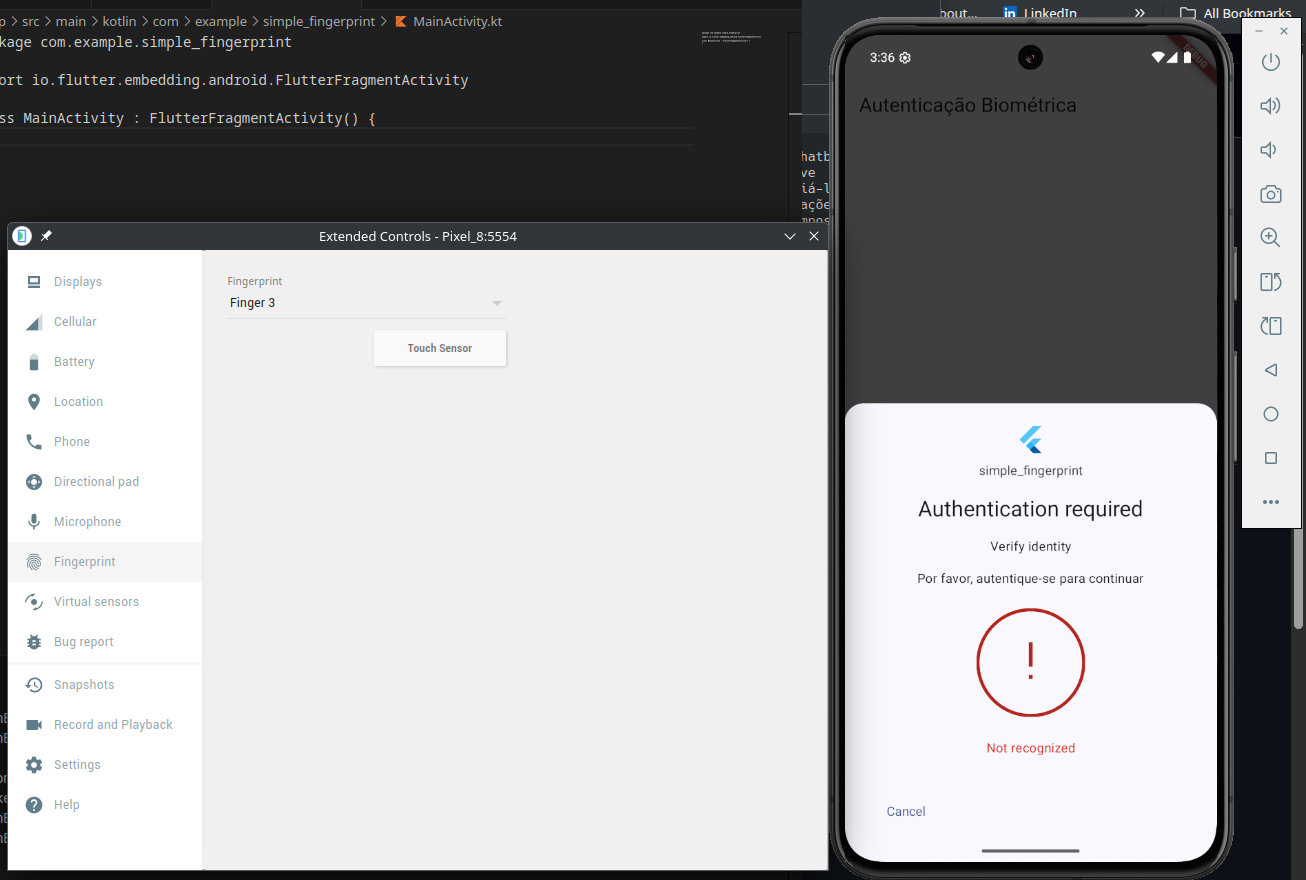 src > main > kotlin > com > example > simple_fingerprint > MainActivity.kt
kage com.example.simple_fingerprint
ort io.flutter.embedding.android.FlutterFragmentActivity
ss MainActivity : FlutterFragmentActivity() {
bout...
LinkedIn
»
All Bookmarks
hatb
ve
iá-l
açõe
Extended Controls - Pixel_8:5554
Displays
Cellular
Battery
Location
Phone
Directional pad
Microphone
Fingerprint
Virtual sensors
Bug report
Snapshots
Record and Playback
Settings
Help
Fingerprint
Finger 3
Touch Sensor
3:36
DEBUG
Autenticação Biométrica
simple_fingerprint
Authentication required
Verify identity
Por favor, autentique-se para continuar
!
Not recognized
Cancel